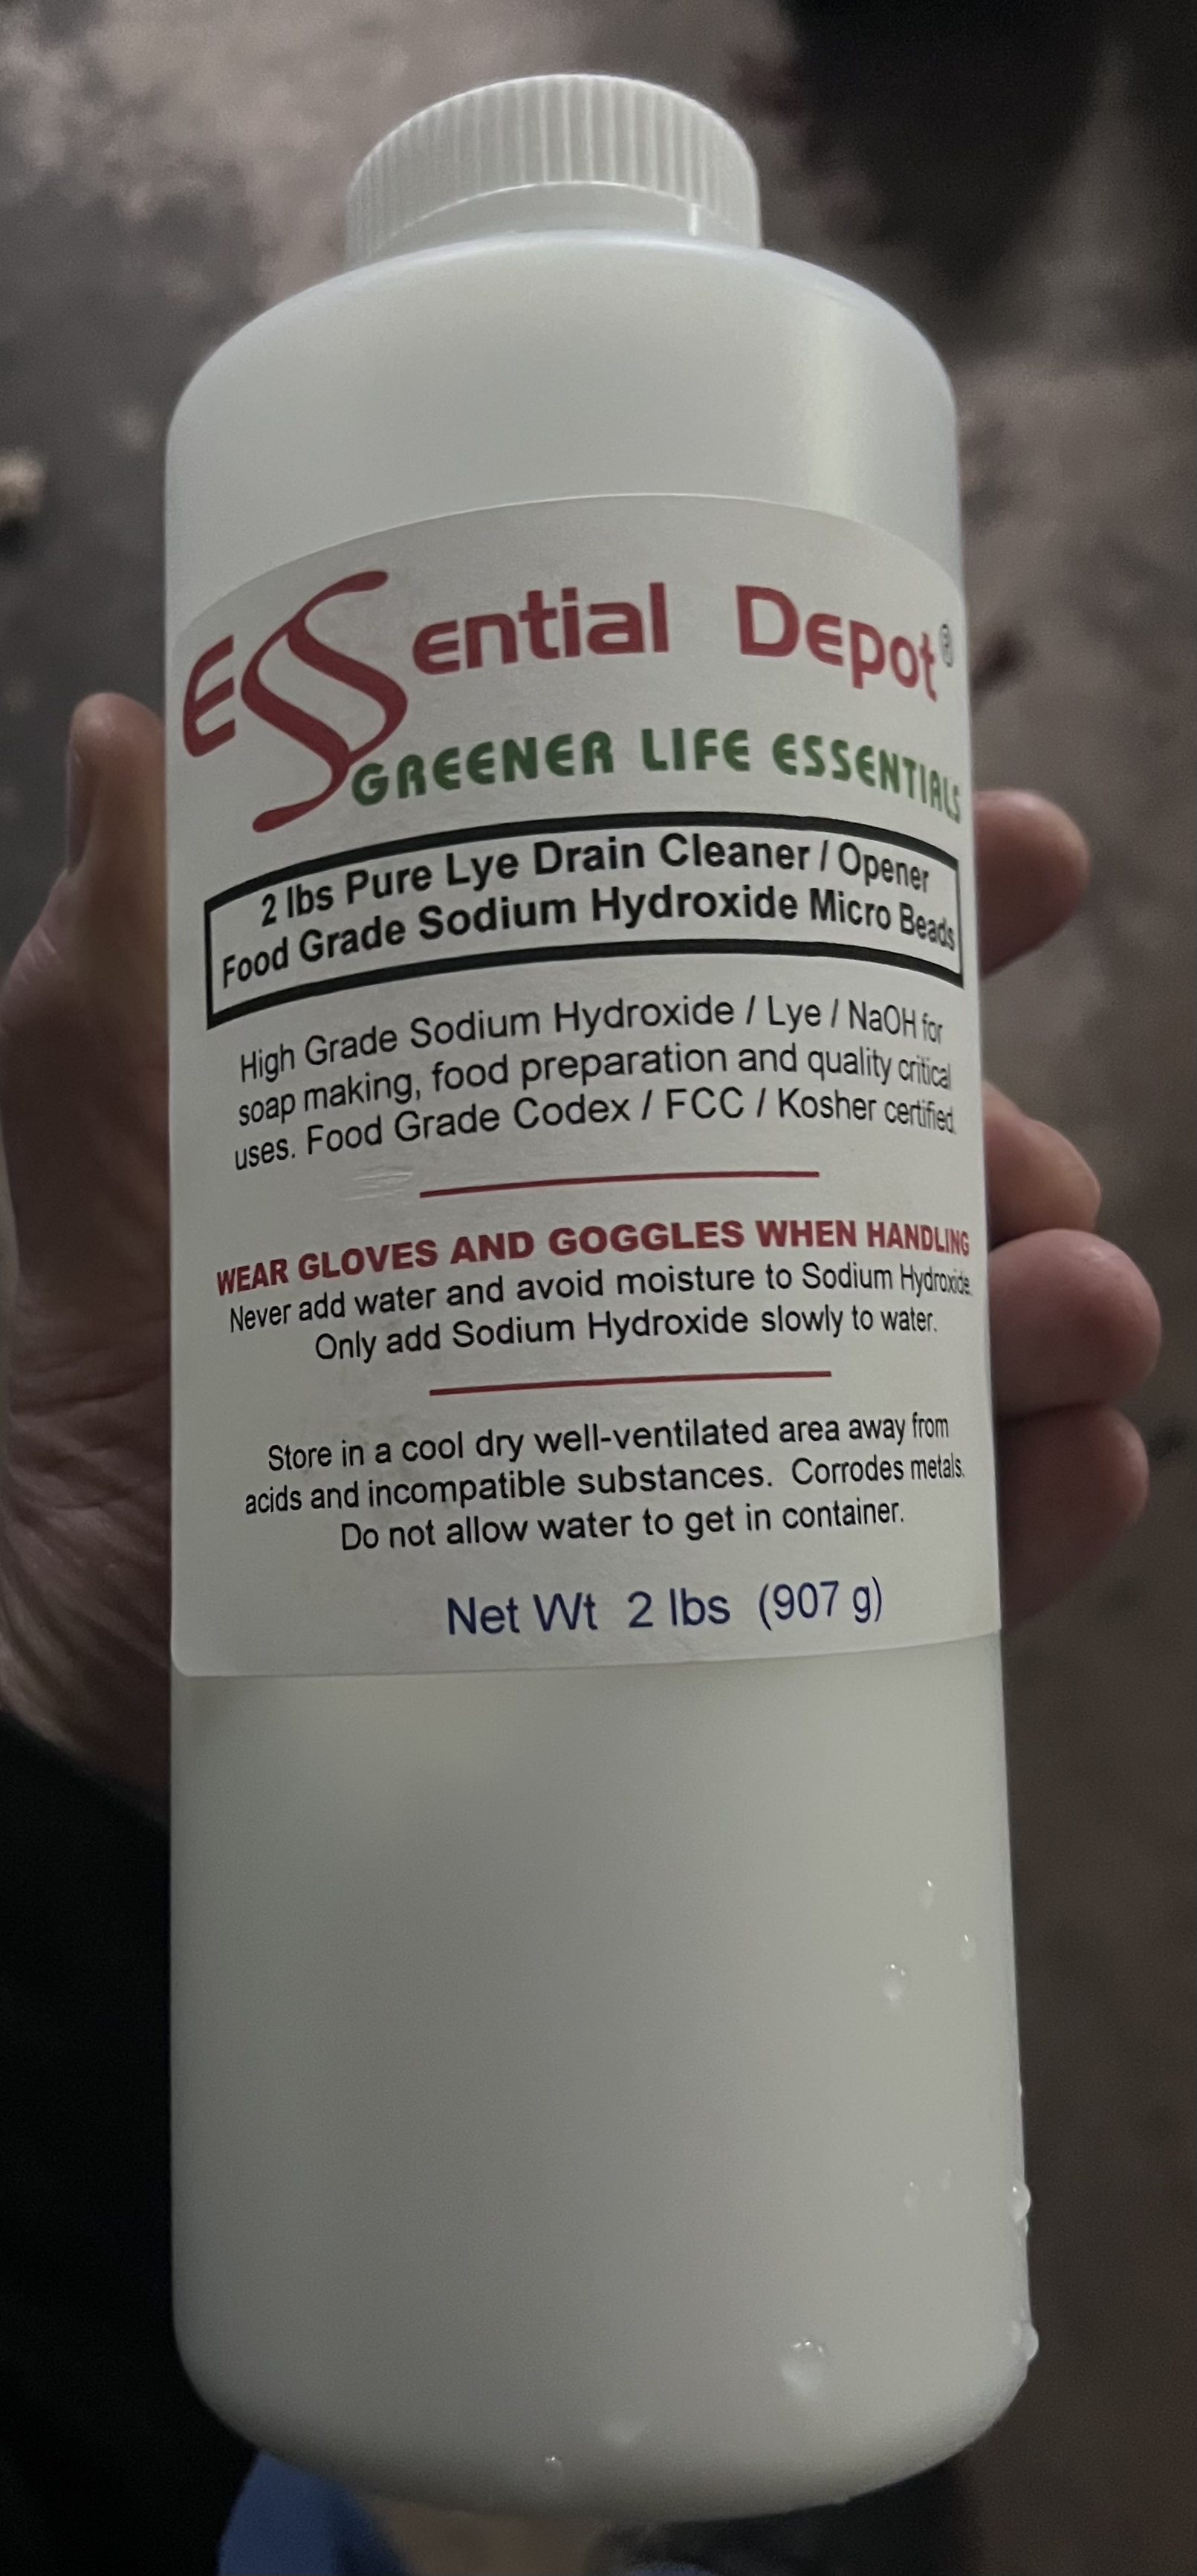 ESSential Depot®
GREENER LIFE ESSENTIALS
2 lbs Pure Lye Drain Cleaner / Opener
Food Grade Sodium Hydroxide Micro Beads
High Grade Sodium Hydroxide / Lye / NaOH for
soap making, food preparation and quality critical
uses. Food Grade Codex / FCC / Kosher certified.
WEAR GLOVES AND GOGGLES WHEN HANDLING
Never add water and avoid moisture to Sodium Hydroxide.
Only add Sodium Hydroxide slowly to water.
Store in a cool dry well-ventilated area away from
acids and incompatible substances. Corrodes metals.
Do not allow water to get in container.
Net Wt 2 lbs (907 g)